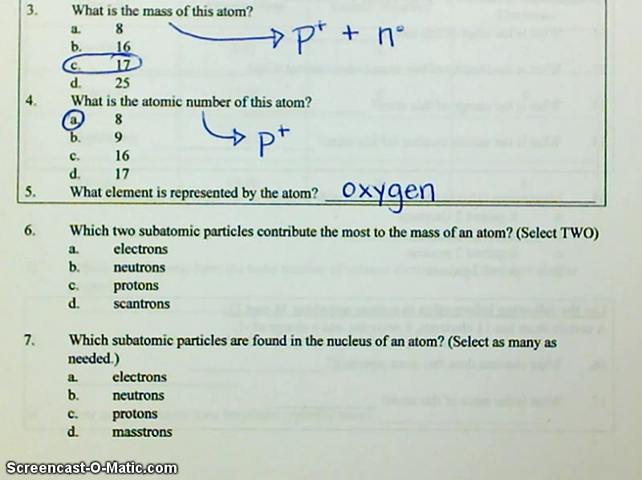 3. What is the mass of this atom?
a. 8
b. 16
c. 17
d. 25
p⁺ + n°
4. What is the atomic number of this atom?
a. 8
b. 9
c. 16
d. 17
p⁺
5. What element is represented by the atom? oxygen
6. Which two subatomic particles contribute the most to the mass of an atom? (Select TWO)
a. electrons
b. neutrons
c. protons
d. scantrons
7. Which subatomic particles are found in the nucleus of an atom? (Select as many as
needed.)
a. electrons
b. neutrons
c. protons
d. masstrons
Screencast-O-Matic.com